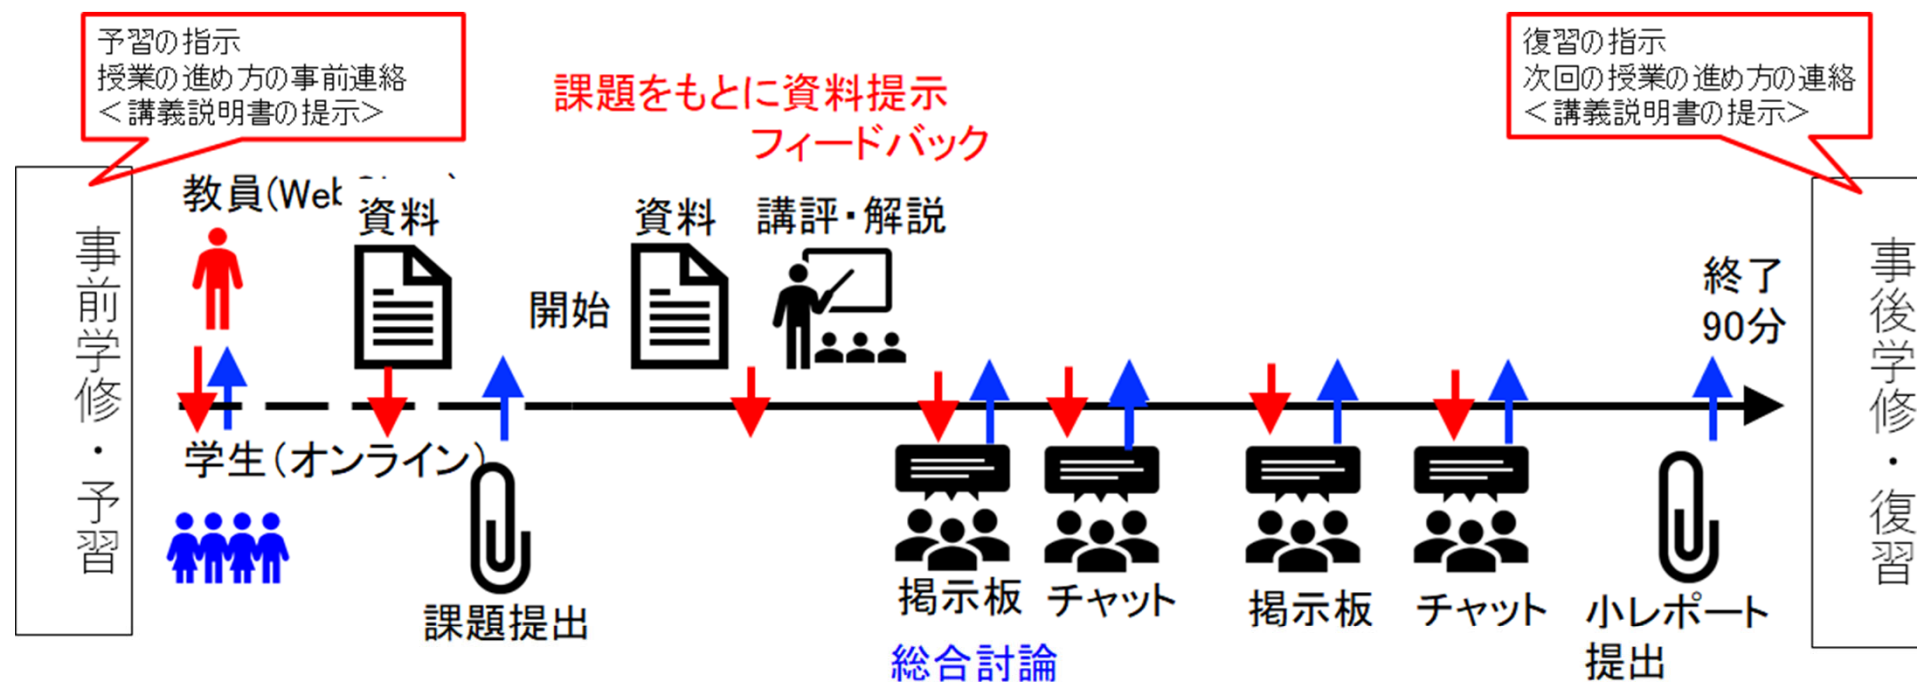 予習の指示
授業の進め方の事前連絡
＜講義説明書の提示＞
復習の指示
次回の授業の進め方の連絡
＜講義説明書の提示＞
課題をもとに資料提示
フィードバック
事前学修・予習
教員(Web
資料
開始
資料
講評・解説
終了
90分
事後学修・復習
学生（オンライン）
課題提出
掲示板
チャット
掲示板
チャット
小レポート
提出
総合討論